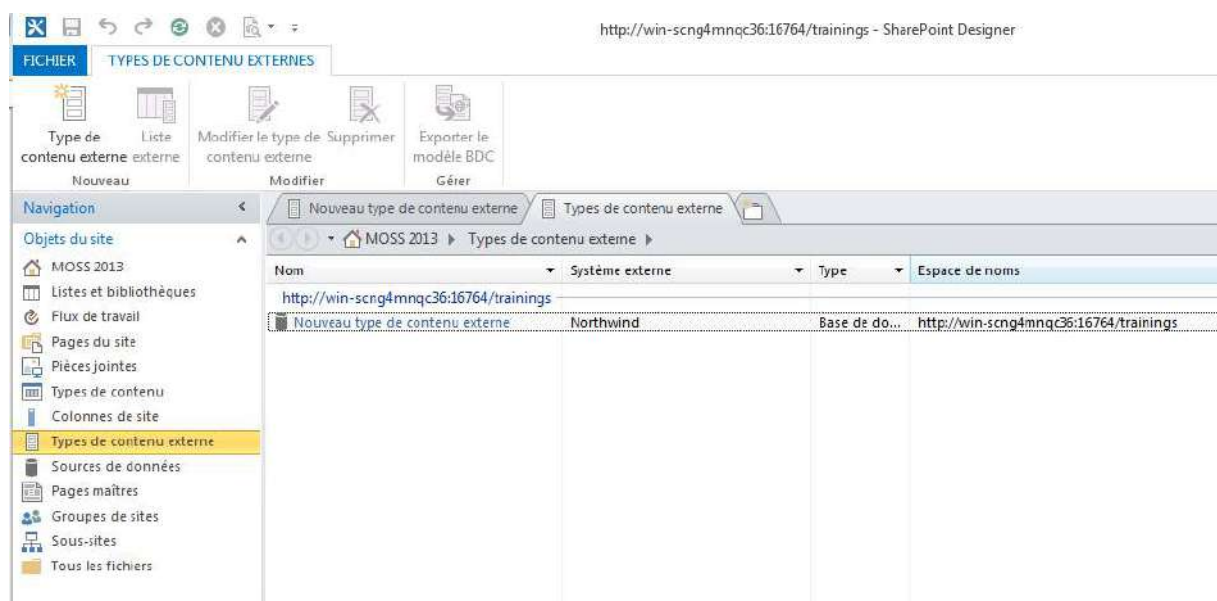 http://win-scng4mnqc36:16764/trainings - SharePoint Designer
FICHIER TYPES DE CONTENU EXTERNES
Type de contenu externe
Liste externe
Modifier le type de contenu externe
Supprimer
Exporter le modèle BDC
Nouveau Modifier Gérer
Navigation
Nouveau type de contenu externe Types de contenu externe
Objets du site
MOSS 2013 Types de contenu externe
MOSS 2013
Listes et bibliothèques
Flux de travail
Pages du site
Pièces jointes
Types de contenu
Colonnes de site
Types de contenu externe
Sources de données
Pages maîtres
Groupes de sites
Sous-sites
Tous les fichiers
Nom Système externe Type Espace de noms
http://win-scng4mnqc36:16764/trainings
Nouveau type de contenu externe Northwind Base de do... http://win-scng4mnqc36:16764/trainings